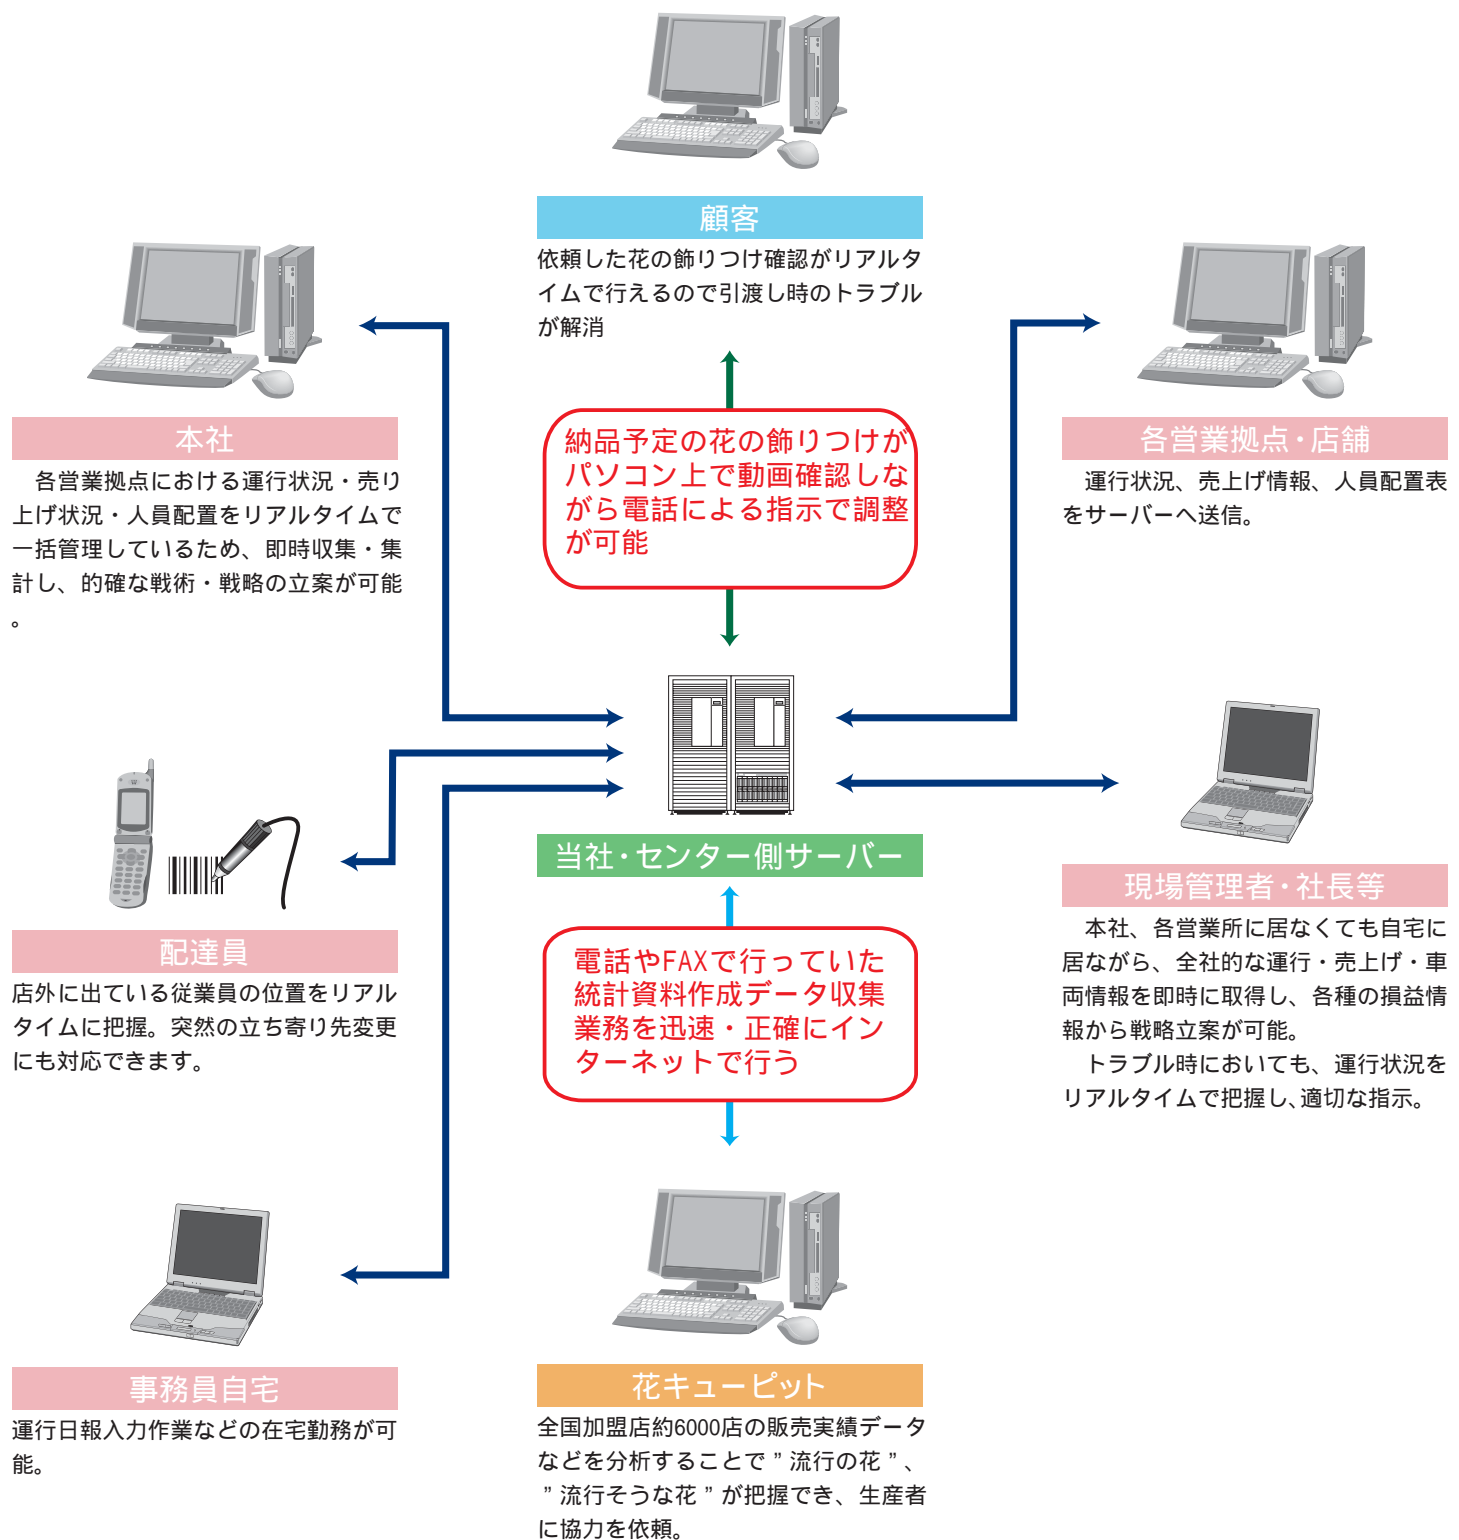 顧客
依頼した花の飾りつけ確認がリアルタ
イムで行えるので引渡し時のトラブル
が解消
本社
各営業拠点における運行状況・売り
上げ状況・人員配置をリアルタイムで
一括管理しているため、即時収集・集
計し、的確な戦術・戦略の立案が可能
。
納品予定の花の飾りつけが
パソコン上で動画確認しな
がら電話による指示で調整
が可能
各営業拠点・店舗
運行状況、売上げ情報、人員配置表
をサーバーへ送信。
当社・センター側サーバー
配達員
店外に出ている従業員の位置をリアル
タイムに把握。突然の立ち寄り先変更
にも対応できます。
電話やFAXで行っていた
統計資料作成データ収集
業務を迅速・正確にイン
ターネットで行う
現場管理者・社長等
本社、各営業所に居なくても自宅に
居ながら、全社的な運行・売上げ・車
両情報を即時に取得し、各種の損益情
報から戦略立案が可能。
トラブル時においても、運行状況を
リアルタイムで把握し、適切な指示。
事務員自宅
運行日報入力作業などの在宅勤務が可
能。
花キューピット
全国加盟店約6000店の販売実績データ
などを分析することで”流行の花”、
”流行そうな花”が把握でき、生産者
に協力を依頼。